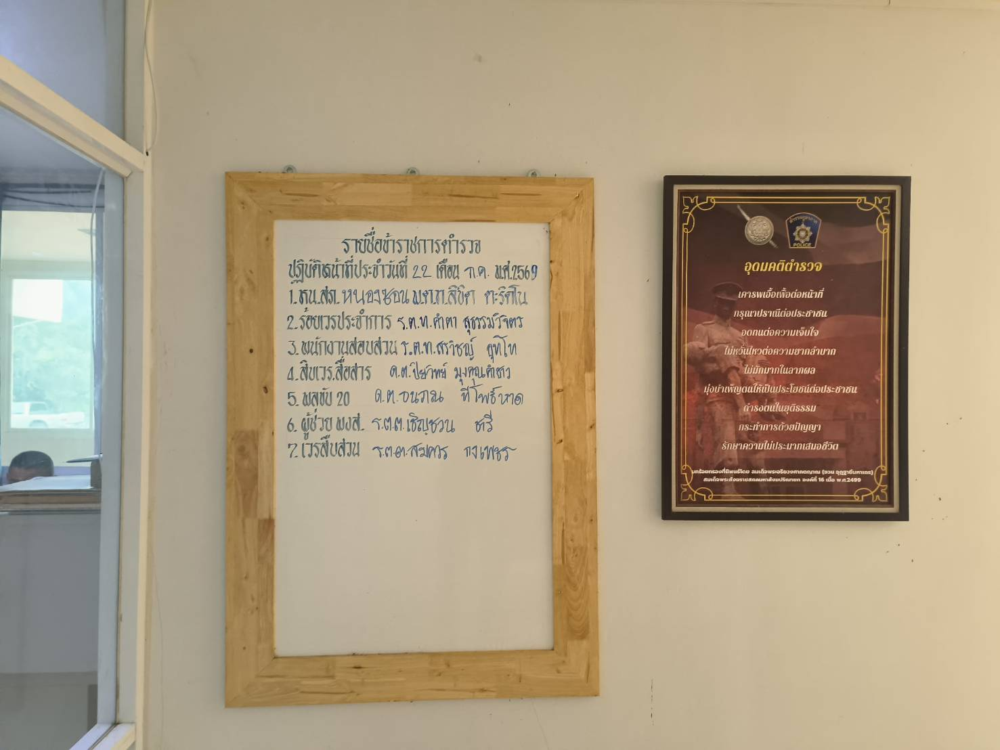 รายชื่อข้าราชการตำรวจ
ปฏิบัติหน้าที่ประจำวันที่ 22 เดือน ก.ค. พ.ศ.2569
1. หน.สภ. หนองซอน พ.ต.ท.ลิขิต
2. ร้อยเวรประจำการ ร.ต.ท.คำตา สุธรรมวิจิตร
3. พนักงานสอบสวน ร.ต.ท.สราวิชญ์
4. สิบเวร.สื่อสาร ด.ต.ปิยวิทย์ มุงคุณคำชาว
5. พลขับ 20 ด.ต.ธนภณ ทีโพธิ์หาด
6. ผู้ช่วย พงส. ร.ต.ต.เชิญชวน ชารี
7. เวรสืบสวน ร.ต.ต.สมควร กงเพชร
ตำรวจภูธรภาค 4
POLICE
อุดมคติตำรวจ
เคารพเอื้อเฟื้อต่อหน้าที่
กรุณาปราณีต่อประชาชน
อดทนต่อความเจ็บใจ
ไม่หวั่นไหวต่อความยากลำบาก
ไม่มักมากในลาภผล
มุ่งบำเพ็ญตนให้เป็นประโยชน์ต่อประชาชน
ดำรงตนในยุติธรรม
กระทำการด้วยปัญญา
รักษาความไม่ประมาทเสมอชีวิต
บทร้อยกรองที่นิพนธ์โดย สมเด็จพระอริยวงศาคตญาณ (จวน อุฏฐายีมหาเถร)
สมเด็จพระสังฆราชสกลมหาสังฆปริณายก องค์ที่ 16 เมื่อ พ.ศ.2499